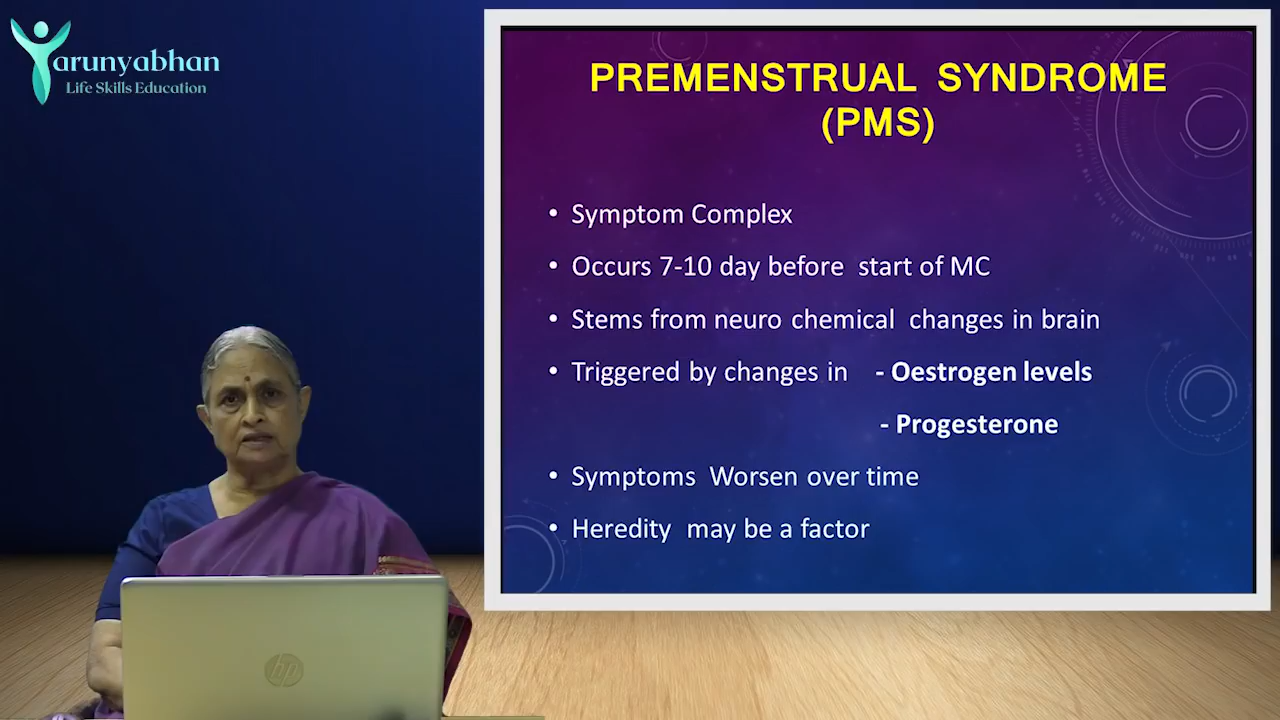 arunyabhan
Life Skills Education
PREMENSTRUAL SYNDROME
(PMS)
• Symptom Complex
• Occurs 7-10 day before start of MC
• Stems from neuro chemical changes in brain
• Triggered by changes in - Oestrogen levels
- Progesterone
• Symptoms Worsen over time
• Heredity may be a factor
hp